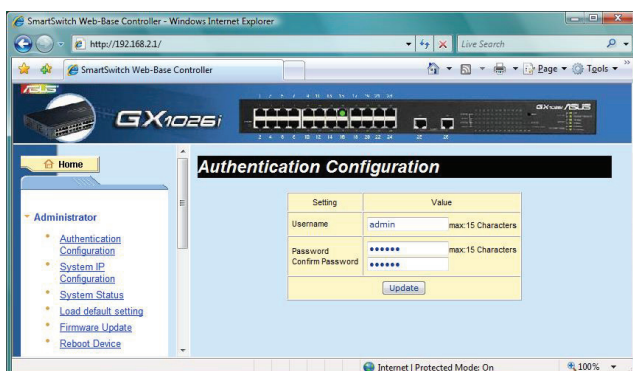 SmartSwitch Web-Base Controller - Windows Internet Explorer
http://192.168.2.1/
Live Search
SmartSwitch Web-Base Controller
Page
Tools
ASUS
GX1026i
GX1026i /ASUS
Home
Authentication Configuration
Administrator
Authentication
Configuration
System IP
Configuration
System Status
Load default setting
Firmware Update
Reboot Device
Setting Value
Username admin max:15 Characters
Password max:15 Characters
Confirm Password
Update
Internet | Protected Mode: On
100%